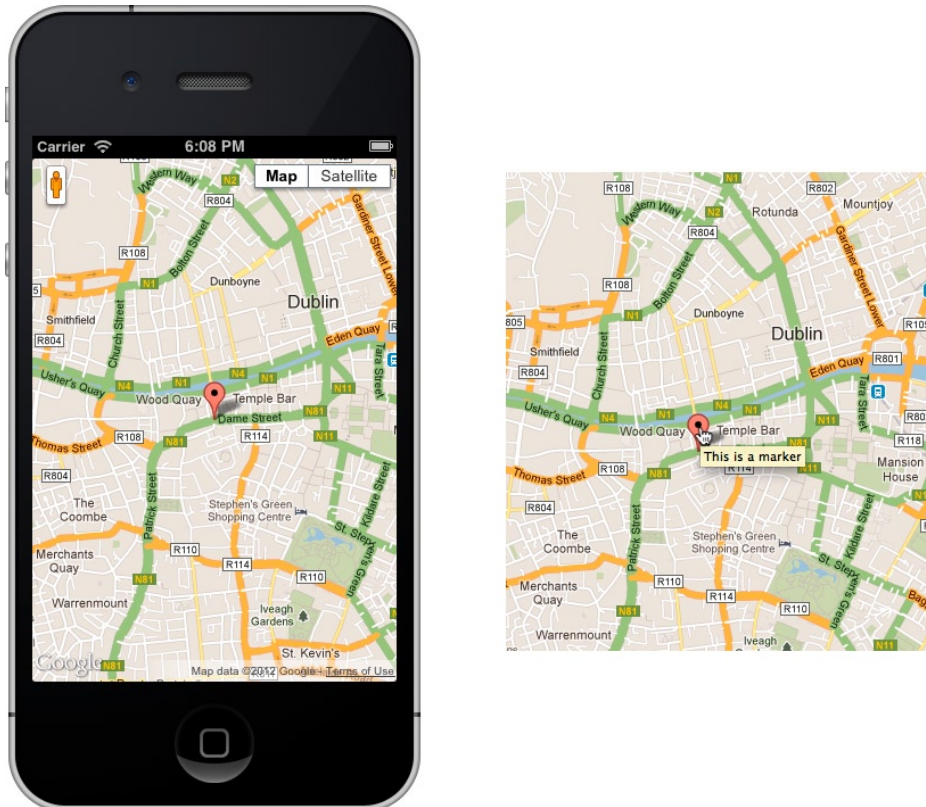 Carrier
6:08 PM
Map
Satellite
Western Way
N2
R804
Gardiner Street Lower
R108
N1
Bolton Street
Dunboyne
Dublin
Smithfield
R804
Church Street
Eden Quay
Tara Street
Usher's Quay
N4
N1
N4
N1
N11
Wood Quay
Temple Bar
Dame Street
N81
Thomas Street
R108
R114
R804
The
Coombe
Patrick Street
Stephen's Green
Shopping Centre
Kildare Street
St. Stephen's Green
Merchants
Quay
R110
R114
R110
N81
Warrenmount
Iveagh
Gardens
St. Kevin's
Google
N81
Map data ©2012 Google - Terms of Use
R108
N1
R802
Western Way
N2
Rotunda
Mountjoy
R804
Gardiner Street Lower
R108
Bolton Street
N1
Dunboyne
Dublin
R805
Smithfield
Church Street
Eden Quay
R801
Tara Street
Usher's Quay
N4
N1
N4
Wood Quay
Temple Bar
N81
This is a marker
R118
Thomas Street
R108
R114
N11
Mansion
House
R804
The
Coombe
Patrick Street
Stephen's Green
Shopping Centre
Kildare Street
Merchants
Quay
R110
R114
R110
N81
Warrenmount
Iveagh
N11